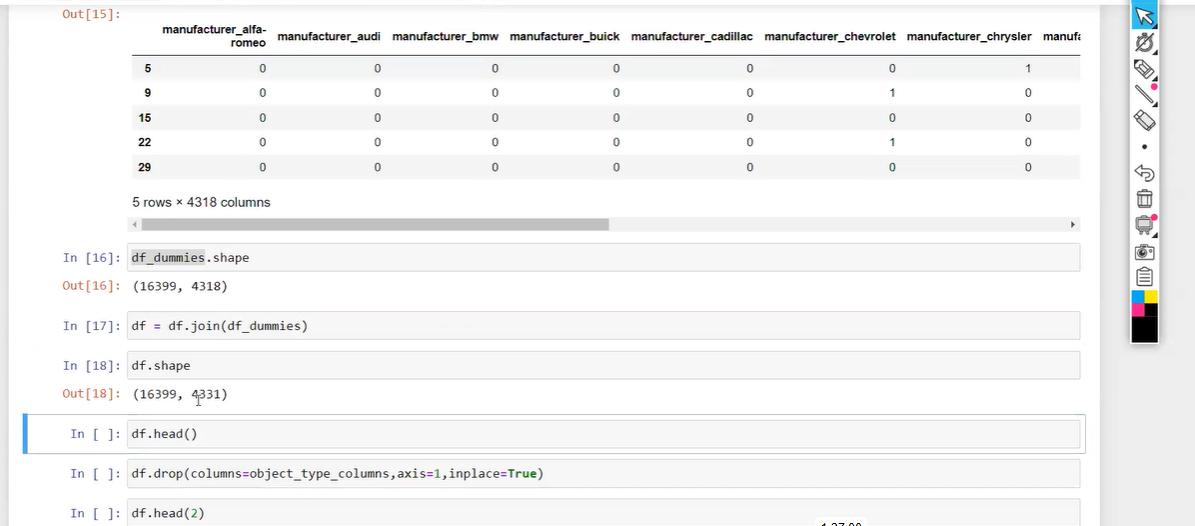 Out[15]:
manufacturer_alfa-romeo manufacturer_audi manufacturer_bmw manufacturer_buick manufacturer_cadillac manufacturer_chevrolet manufacturer_chrysler manufa
5 0 0 0 0 0 0 1
9 0 0 0 0 0 1 0
15 0 0 0 0 0 0 0
22 0 0 0 0 0 1 0
29 0 0 0 0 0 0 0
5 rows × 4318 columns
In [16]: df_dummies.shape
Out[16]: (16399, 4318)
In [17]: df = df.join(df_dummies)
In [18]: df.shape
Out[18]: (16399, 4331)
In [ ]: df.head()
In [ ]: df.drop(columns=object_type_columns,axis=1,inplace=True)
In [ ]: df.head(2)